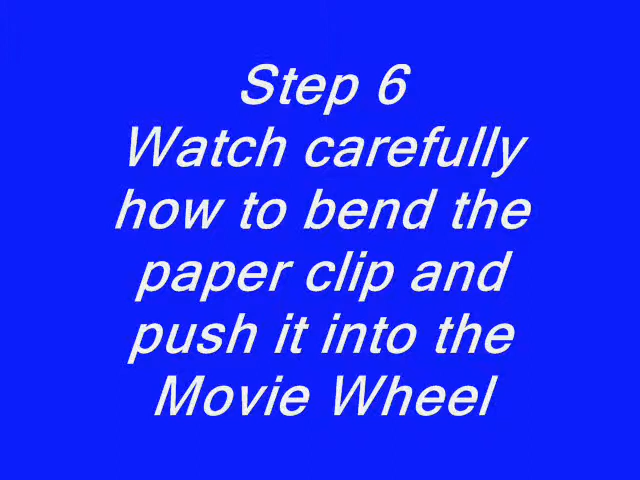 Step 6
Watch carefully
how to bend the
paper clip and
push it into the
Movie Wheel